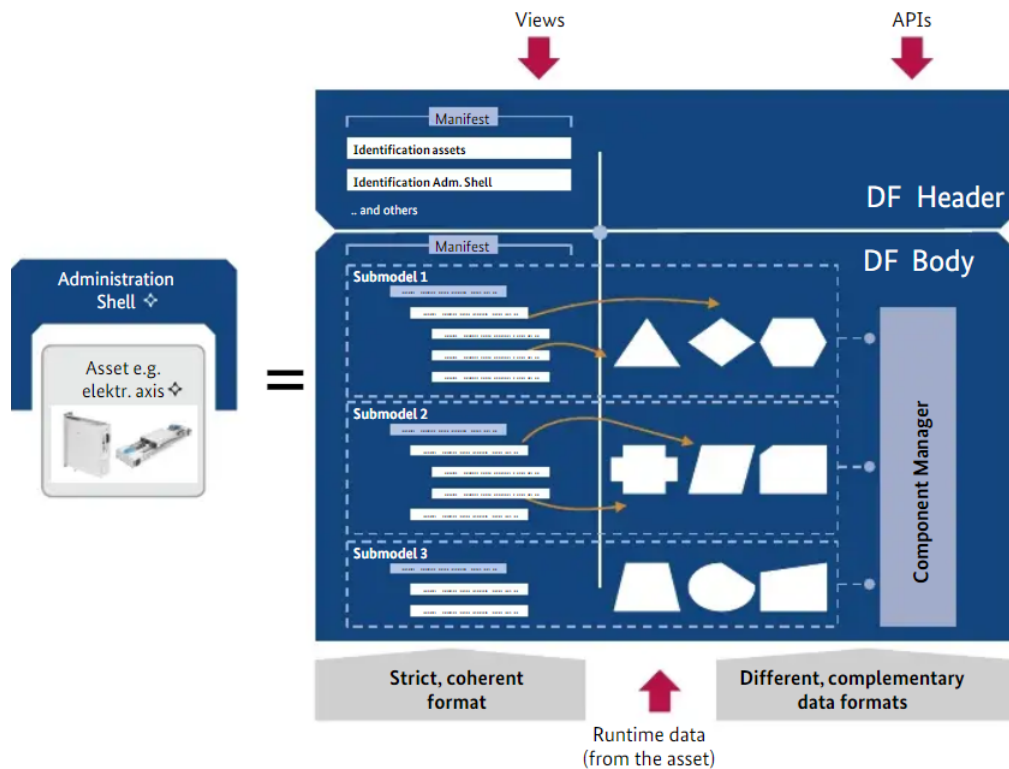 Views
APIs
Manifest
Identification assets
Identification Adm. Shell
.. and others
DF Header
Manifest
DF Body
Submodel 1
Submodel 2
Submodel 3
Component Manager
Administration
Shell
Asset e.g.
elektr. axis
=
Strict, coherent
format
Different, complementary
data formats
Runtime data
(from the asset)